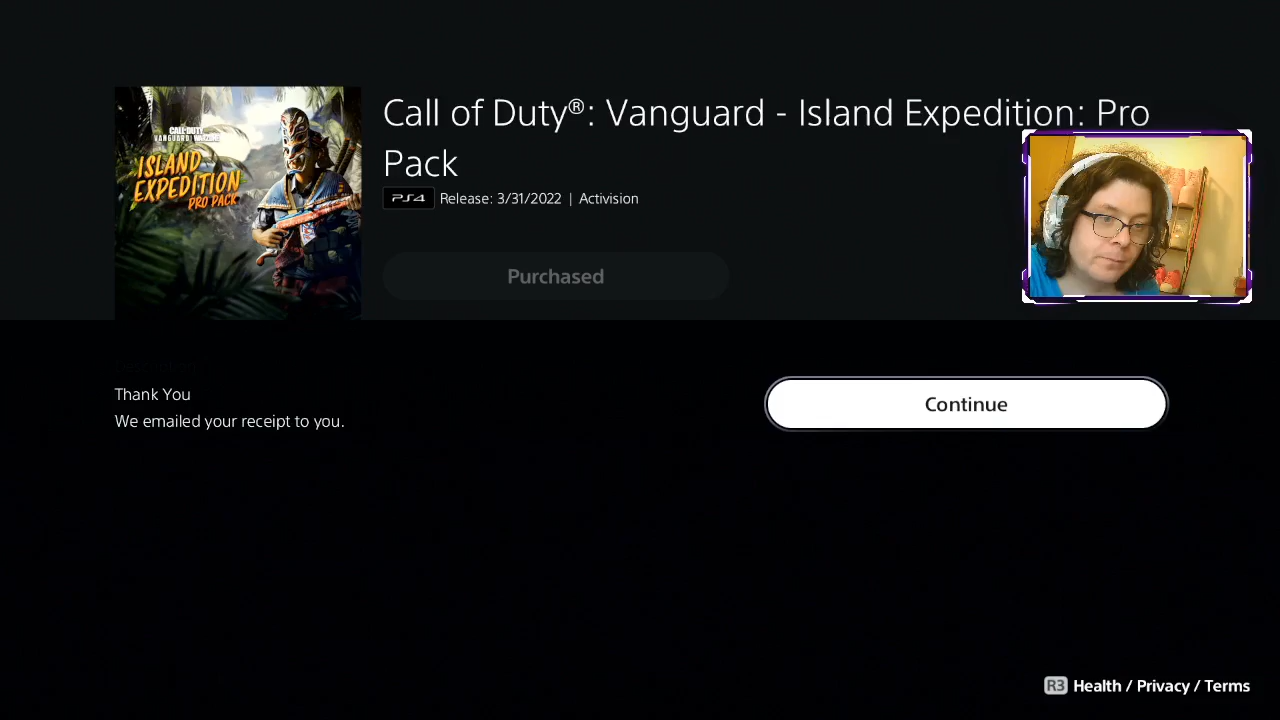 CALL OF DUTY
VANGUARD WARZONE
ISLAND
EXPEDITION
PRO PACK
Call of Duty®: Vanguard - Island Expedition: Pro
Pack
PS4 Release: 3/31/2022 | Activision
Purchased
Thank You
We emailed your receipt to you.
Continue
R3 Health / Privacy / Terms